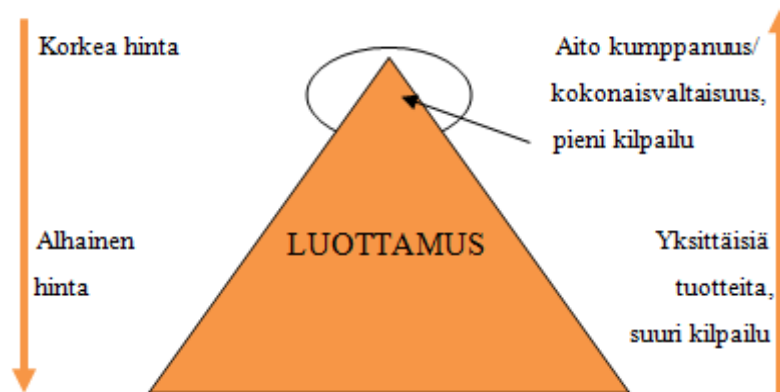 Korkea hinta
Aito kumppanuus/
kokonaisvaltaisuus,
pieni kilpailu
LUOTTAMUS
Alhainen
hinta
Yksittäisiä
tuotteita,
suuri kilpailu